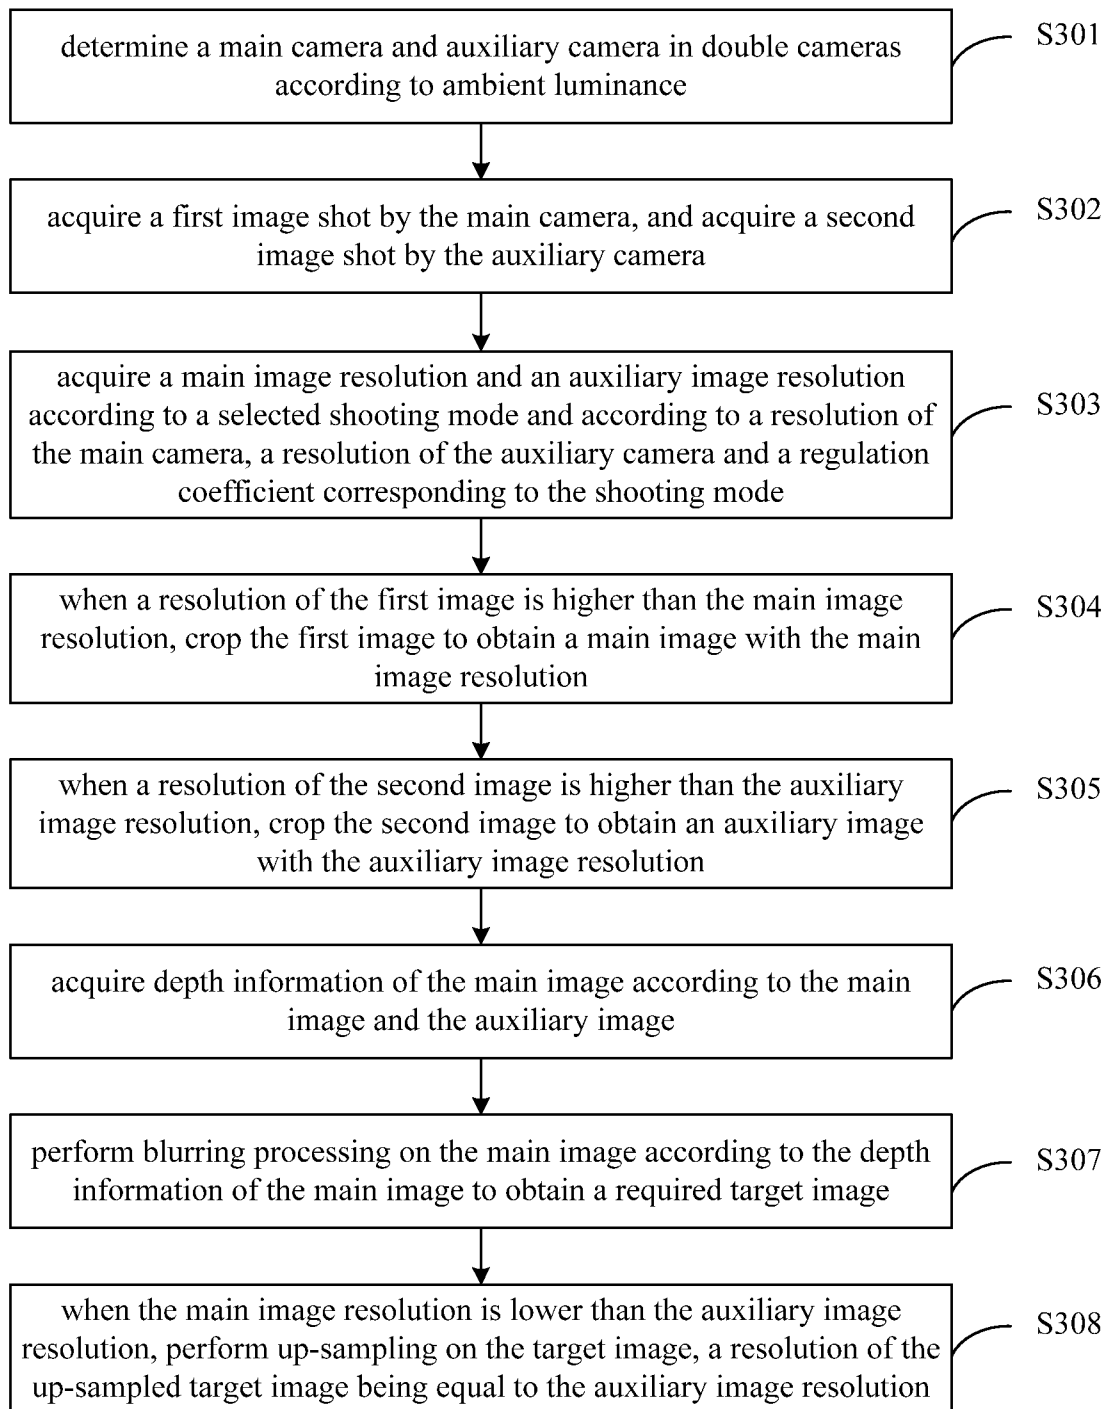 determine a main camera and auxiliary camera in double cameras
according to ambient luminance
S301
acquire a first image shot by the main camera, and acquire a second
image shot by the auxiliary camera
S302
acquire a main image resolution and an auxiliary image resolution
according to a selected shooting mode and according to a resolution of
the main camera, a resolution of the auxiliary camera and a regulation
coefficient corresponding to the shooting mode
S303
when a resolution of the first image is higher than the main image
resolution, crop the first image to obtain a main image with the main
image resolution
S304
when a resolution of the second image is higher than the auxiliary
image resolution, crop the second image to obtain an auxiliary image
with the auxiliary image resolution
S305
acquire depth information of the main image according to the main
image and the auxiliary image
S306
perform blurring processing on the main image according to the depth
information of the main image to obtain a required target image
S307
when the main image resolution is lower than the auxiliary image
resolution, perform up-sampling on the target image, a resolution of the
up-sampled target image being equal to the auxiliary image resolution
S308